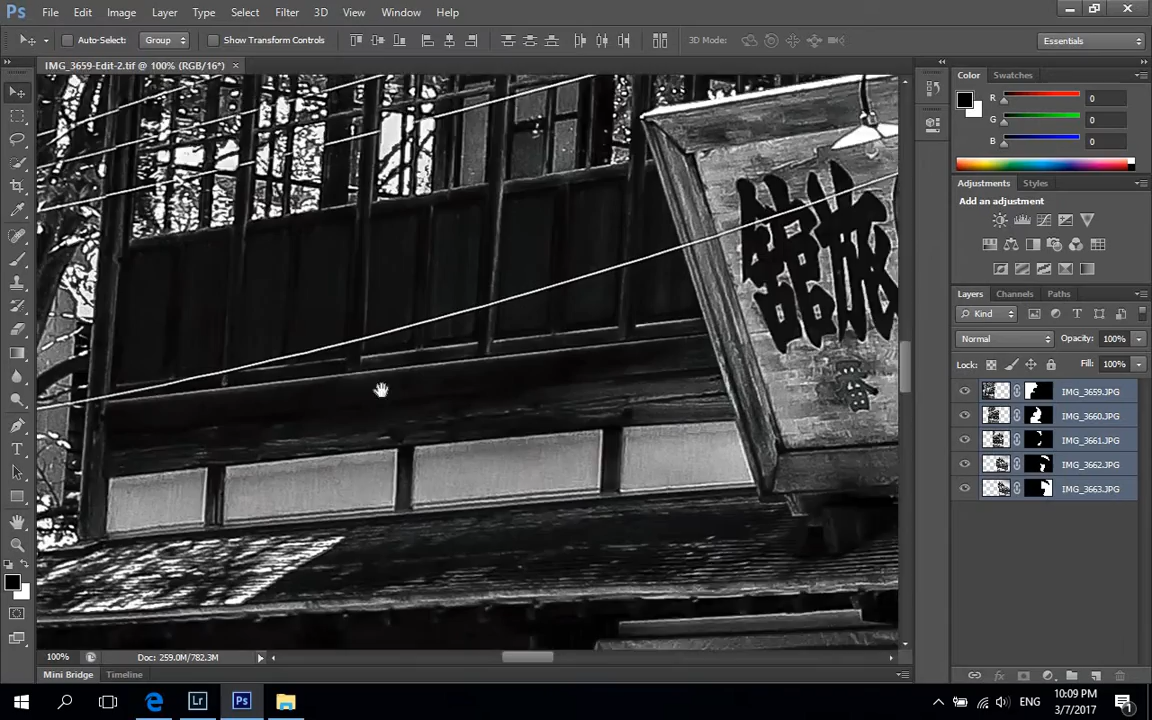 Ps File Edit Image Layer Type Select Filter 3D View Window Help
Auto-Select: Group Show Transform Controls 3D Mode: Essentials
IMG_3659-Edit-2.tif @ 100% (RGB/16*) ×
旅館
Color Swatches
R 0
G 0
B 0
Adjustments Styles
Add an adjustment
Layers Channels Paths
Kind
Normal Opacity: 100%
Lock: Fill: 100%
IMG_3659.JPG
IMG_3660.JPG
IMG_3661.JPG
IMG_3662.JPG
IMG_3663.JPG
100% Doc: 259.0M/782.3M
Mini Bridge Timeline
Lr Ps ENG 10:09 PM
3/7/2017 1